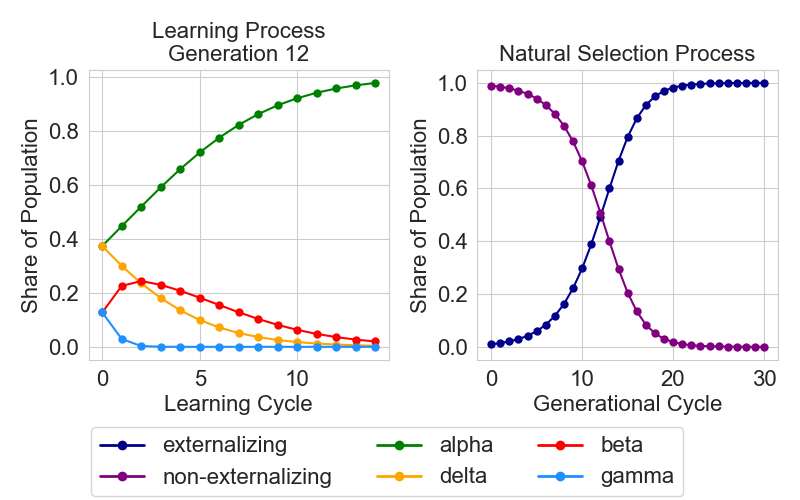 Learning Process
Generation 12
Natural Selection Process
Share of Population
1.0
0.8
0.6
0.4
0.2
0.0
0
5
10
Learning Cycle
Share of Population
1.0
0.8
0.6
0.4
0.2
0.0
0
10
20
30
Generational Cycle
externalizing
alpha
beta
non-externalizing
delta
gamma